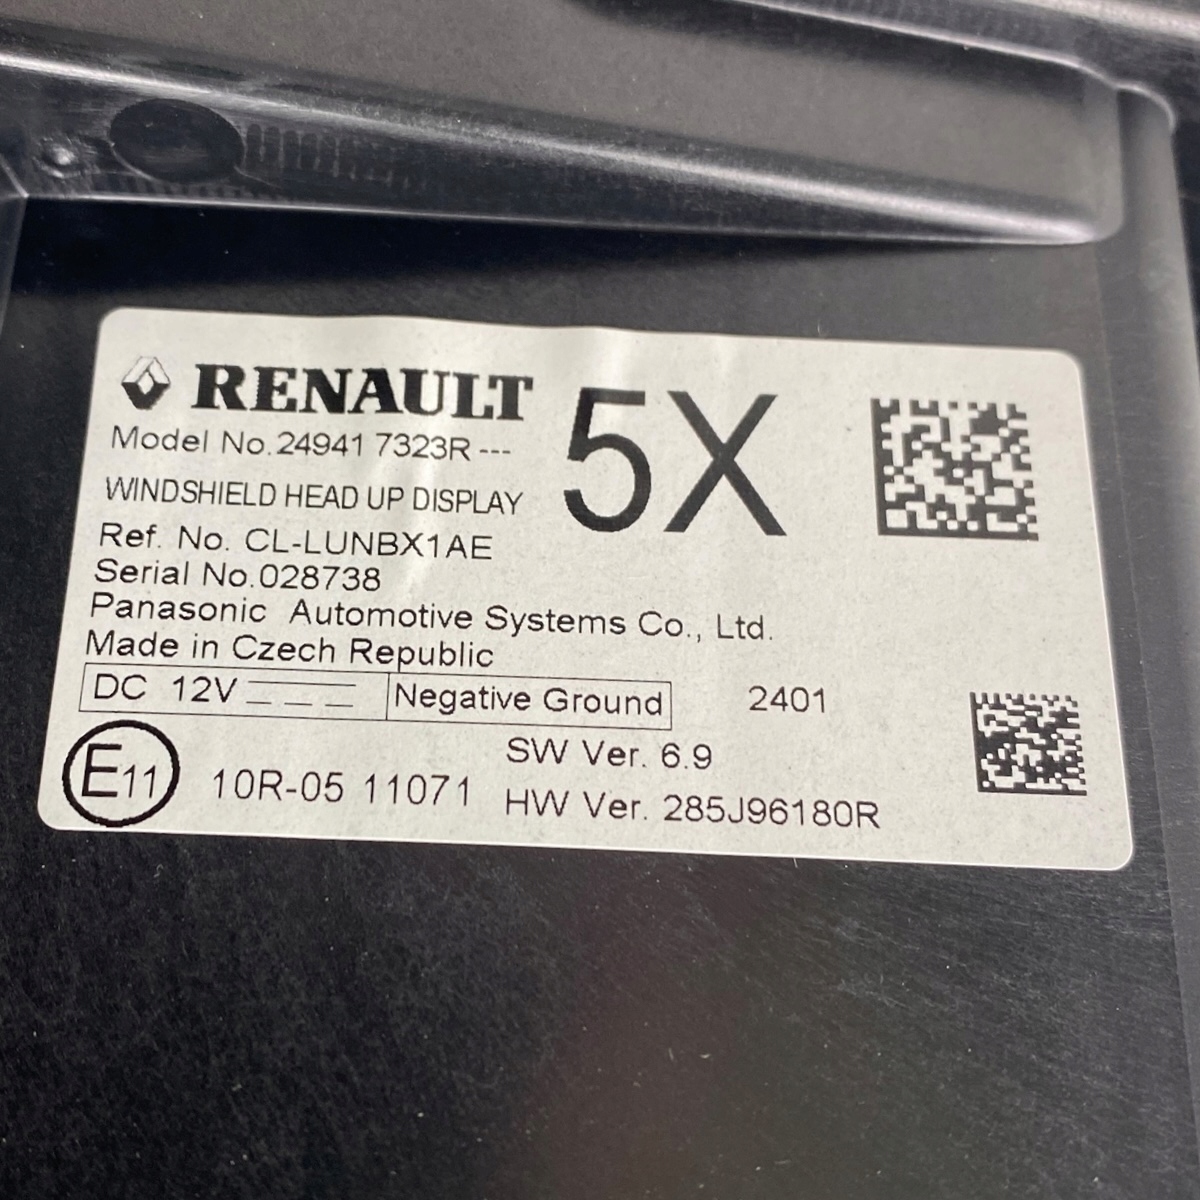 RENAULT
5X
Model No.24941 7323R ---
WINDSHIELD HEAD UP DISPLAY
Ref. No. CL-LUNBX1AE
Serial No.028738
Panasonic Automotive Systems Co., Ltd.
Made in Czech Republic
DC 12V Negative Ground 2401
SW Ver. 6.9
E11 10R-05 11071
HW Ver. 285J96180R